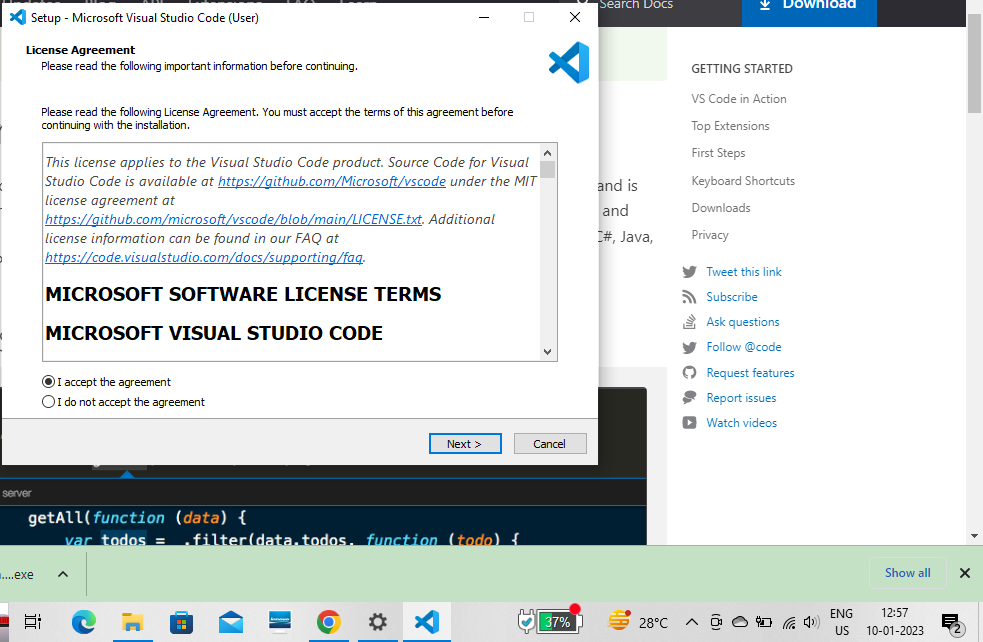 Setup - Microsoft Visual Studio Code (User)
License Agreement
Please read the following important information before continuing.
Please read the following License Agreement. You must accept the terms of this agreement before
continuing with the installation.
This license applies to the Visual Studio Code product. Source Code for Visual
Studio Code is available at https://github.com/Microsoft/vscode under the MIT
license agreement at
https://github.com/microsoft/vscode/blob/main/LICENSE.txt. Additional
license information can be found in our FAQ at
https://code.visualstudio.com/docs/supporting/faq.
MICROSOFT SOFTWARE LICENSE TERMS
MICROSOFT VISUAL STUDIO CODE
I accept the agreement
I do not accept the agreement
Next >
Cancel
Search Docs
Download
and is
and
C#, Java,
GETTING STARTED
VS Code in Action
Top Extensions
First Steps
Keyboard Shortcuts
Downloads
Privacy
Tweet this link
Subscribe
Ask questions
Follow @code
Request features
Report issues
Watch videos
server
getAll(function (data) {
var todos = _.filter(data.todos, function (todo) {
....exe
Show all
37%
28°C
ENG
US
12:57
10-01-2023
2